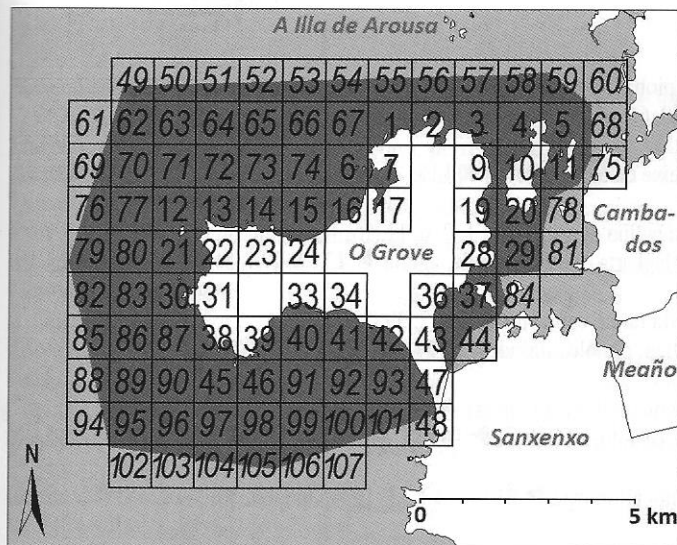 A Illa de Arousa
49 50 51 52 53 54 55 56 57 58 59 60
61 62 63 64 65 66 67 1 2 3 4 5 68
69 70 71 72 73 74 6 7 9 10 11 75
76 77 12 13 14 15 16 17 19 20 78
Camba-
dos
79 80 21 22 23 24 O Grove 28 29 81
82 83 30 31 33 34 36 37 84
85 86 87 38 39 40 41 42 43 44
Meaño
88 89 90 45 46 91 92 93 47
94 95 96 97 98 99 100 101 48
Sanxenxo
N
102 103 104 105 106 107
0 5 km